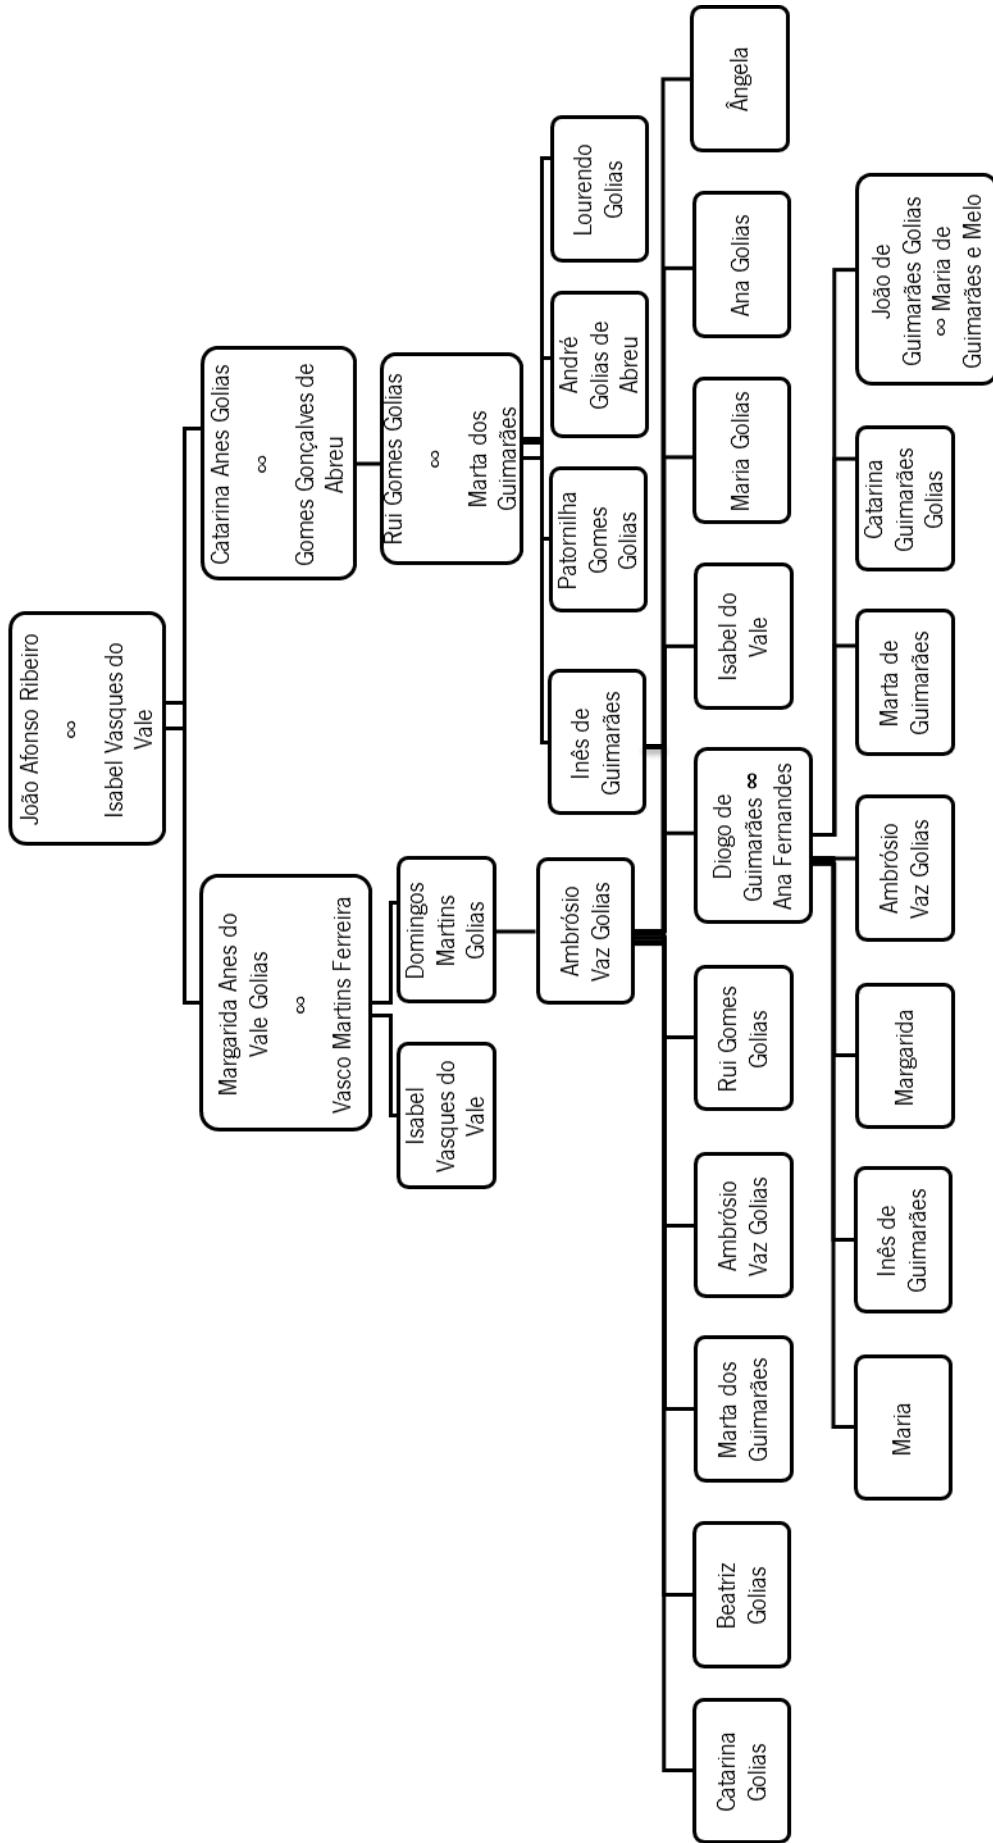 João Afonso Ribeiro
∞
Isabel Vasques do
Vale
Margarida Anes do
Vale Golias
∞
Vasco Martins Ferreira
Catarina Anes Golias
∞
Gomes Gonçalves de
Abreu
Isabel
Vasques do
Vale
Domingos
Martins
Golias
Rui Gomes Golias
∞
Marta dos
Guimarães
Ambrósio
Vaz Golias
Inês de
Guimarães
Patornilha
Gomes
Golias
André
Golias de
Abreu
Lourendo
Golias
Catarina
Golias
Beatriz
Golias
Marta dos
Guimarães
Ambrósio
Vaz Golias
Rui Gomes
Golias
Diogo de
Guimarães ∞
Ana Fernandes
Isabel do
Vale
Maria Golias
Ana Golias
Ângela
Maria
Inês de
Guimarães
Margarida
Ambrósio
Vaz Golias
Marta de
Guimarães
Catarina
Guimarães
Golias
João de
Guimarães Golias
∞ Maria de
Guimarães e Melo